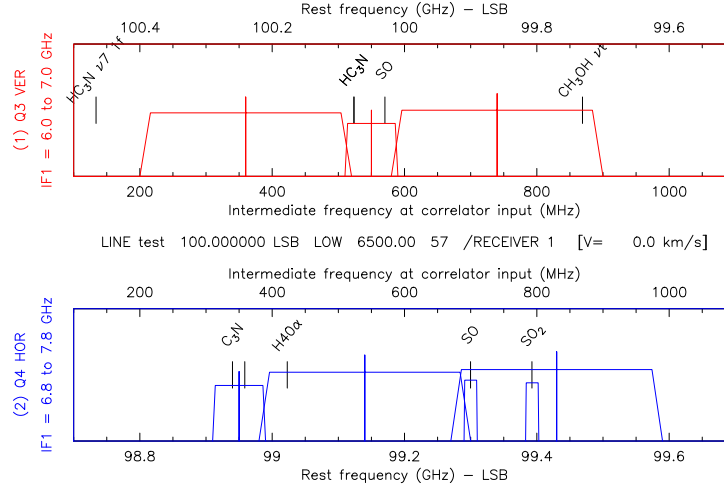 Rest frequency (GHz) – LSB
100.4 100.2 100 99.8 99.6
HC3N ν7 1f HC3N SO CH3OH νt
(1) Q3 VER
IF1 = 6.0 to 7.0 GHz
200 400 600 800 1000
Intermediate frequency at correlator input (MHz)
LINE test 100.000000 LSB LOW 6500.00 57 /RECEIVER 1 [V= 0.0 km/s]
Intermediate frequency at correlator input (MHz)
200 400 600 800 1000
C3N H40α SO SO2
(2) Q4 HOR
IF1 = 6.8 to 7.8 GHz
98.8 99 99.2 99.4 99.6
Rest frequency (GHz) – LSB